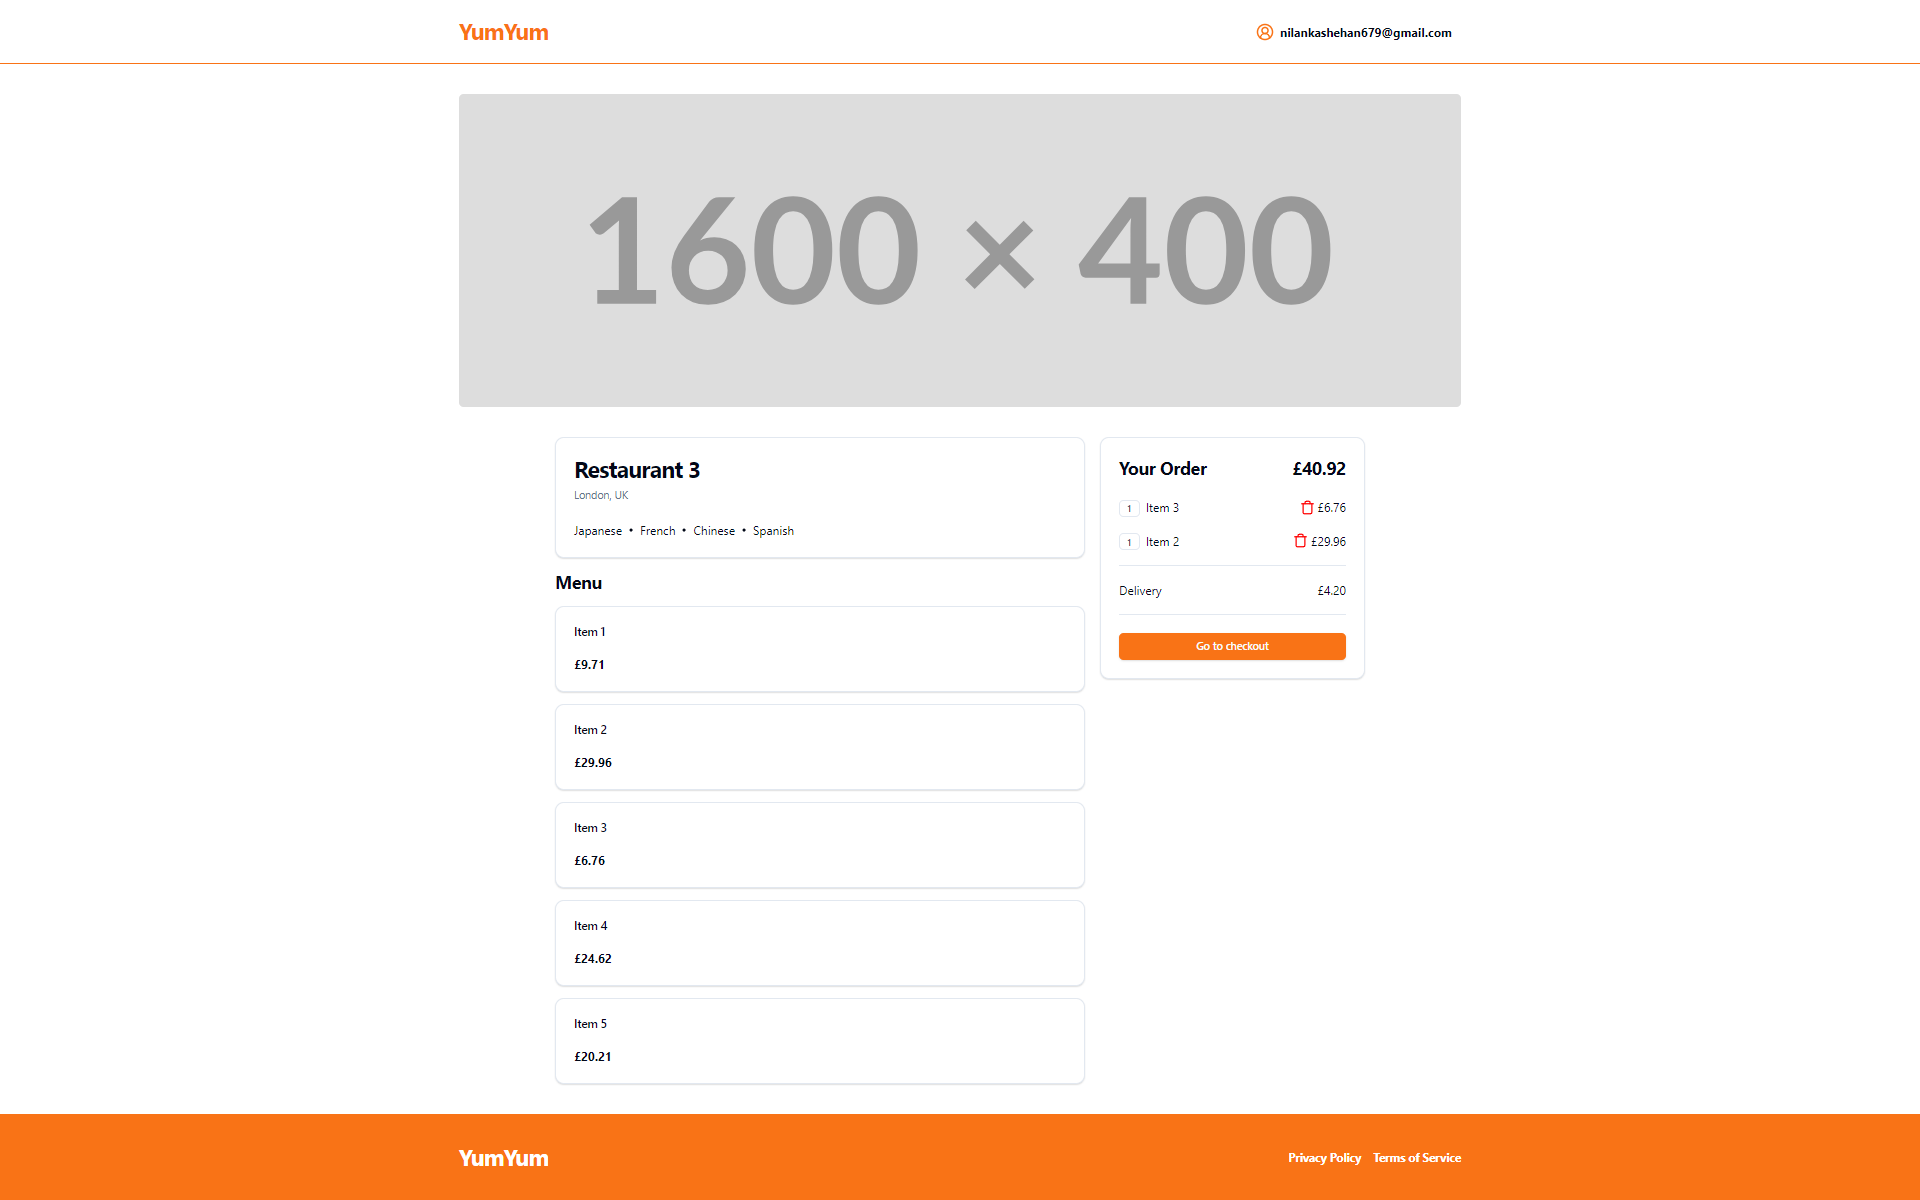 YumYum
nilankashehan679@gmail.com
1600 × 400
Restaurant 3
London, UK
Japanese • French • Chinese • Spanish
Menu
Item 1
£9.71
Item 2
£29.96
Item 3
£6.76
Item 4
£24.62
Item 5
£20.21
Your Order £40.92
1 Item 3 £6.76
1 Item 2 £29.96
Delivery £4.20
Go to checkout
YumYum
Privacy Policy Terms of Service